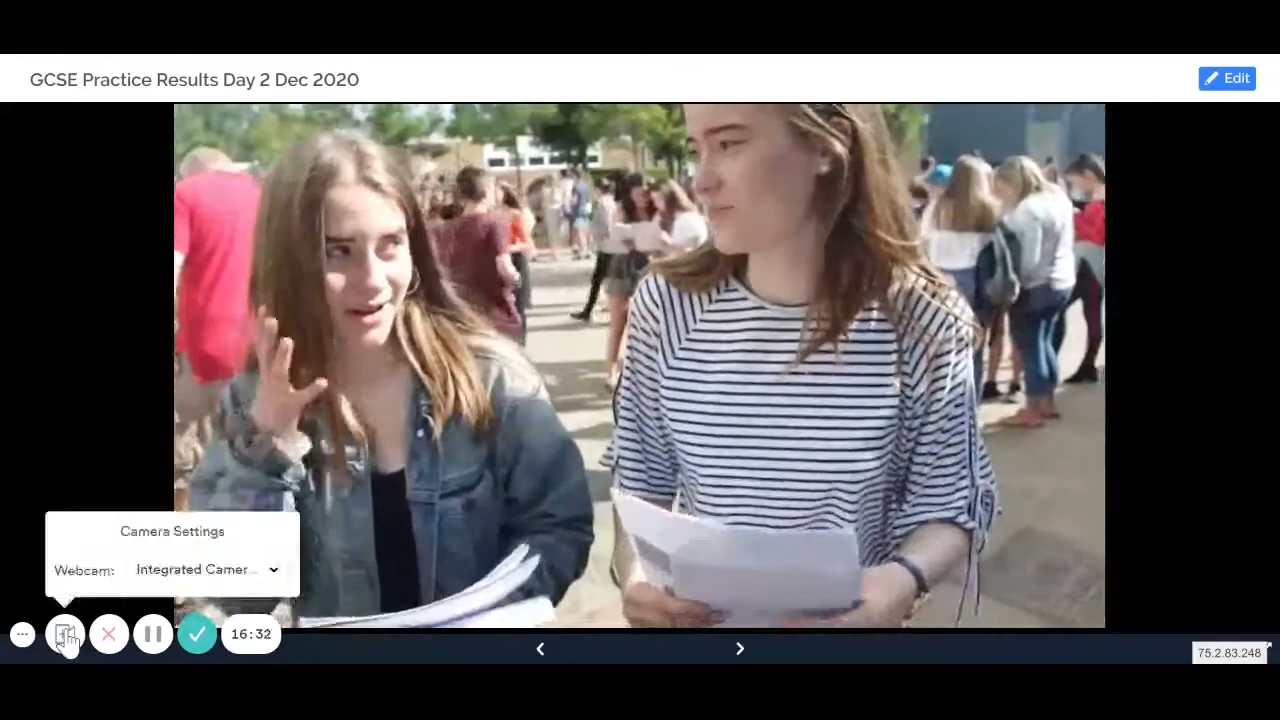 GCSE Practice Results Day 2 Dec 2020
Edit
Camera Settings
Webcam: Integrated Camer...
16:32
75.2.83.248